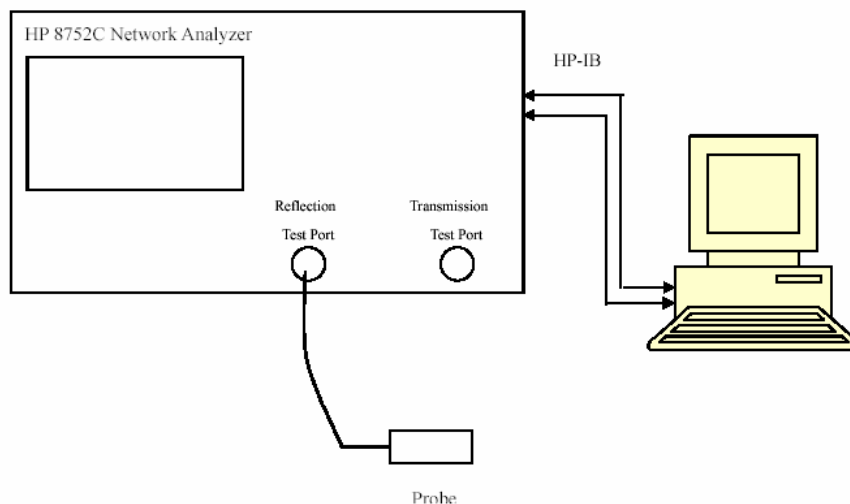 HP 8752C Network Analyzer
HP-IB
Reflection
Test Port
Transmission
Test Port
Probe